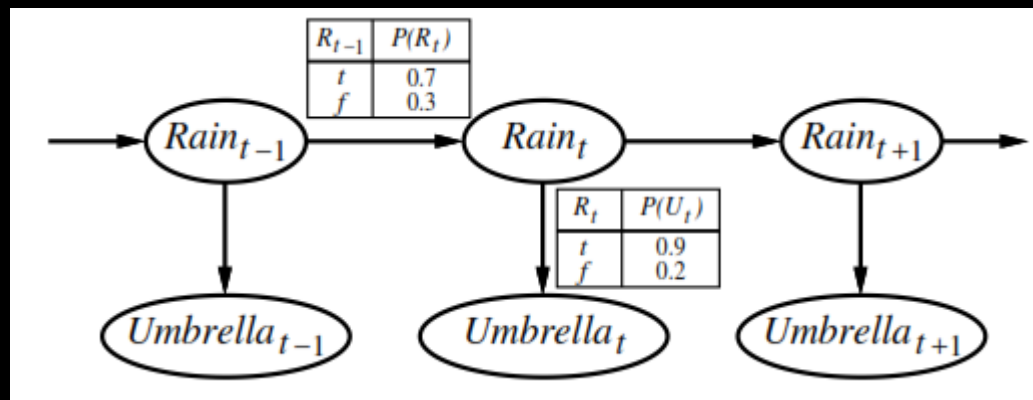 R_{t-1} P(R_t)
t 0.7
f 0.3
Rain_{t-1} Rain_t Rain_{t+1}
R_t P(U_t)
t 0.9
f 0.2
Umbrella_{t-1} Umbrella_t Umbrella_{t+1}